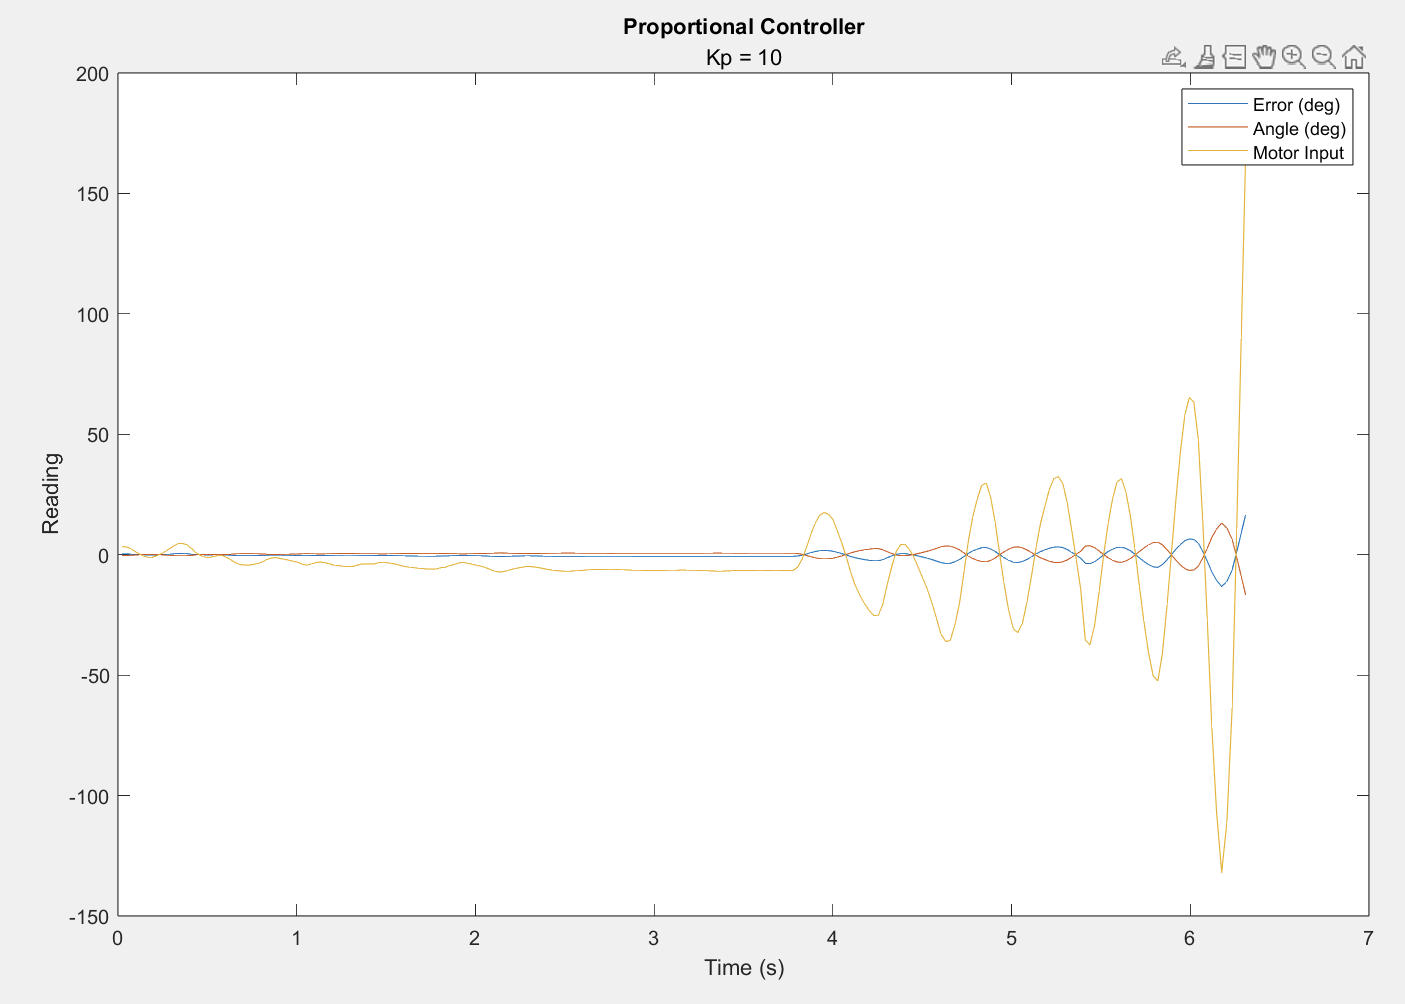 Proportional Controller
Kp = 10
Error (deg)
Angle (deg)
Motor Input
200
150
100
50
0
-50
-100
-150
Reading
0 1 2 3 4 5 6 7
Time (s)